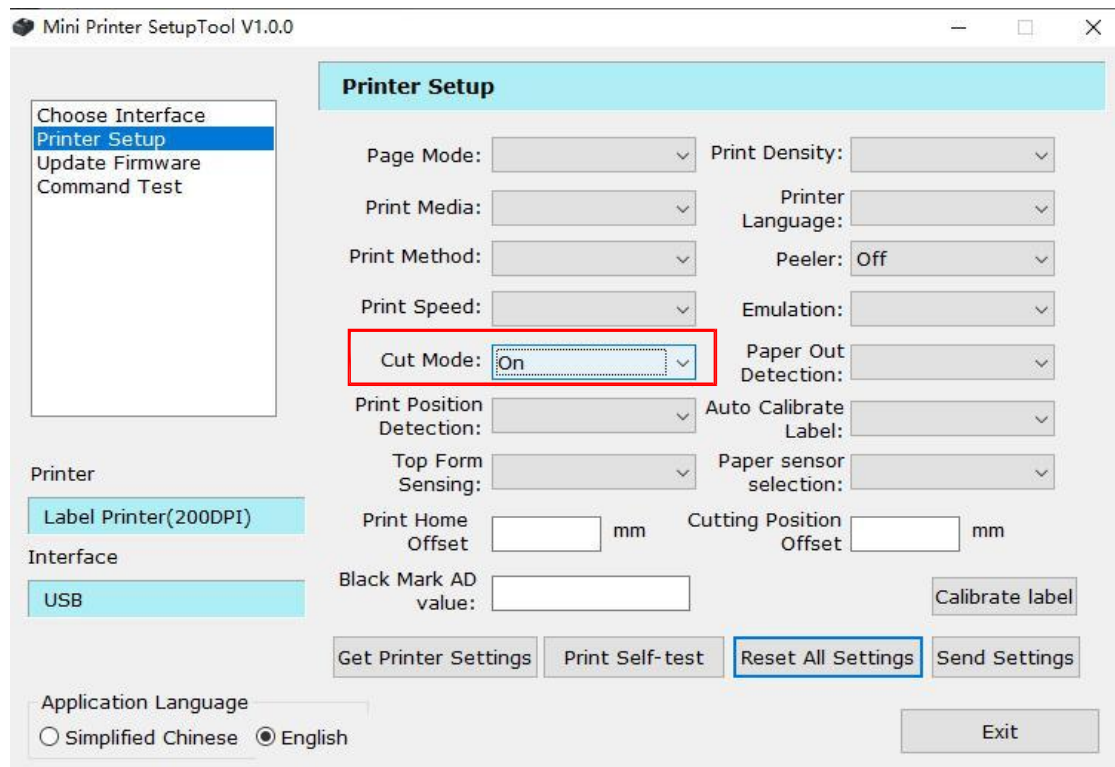 Mini Printer SetupTool V1.0.0
Choose Interface
Printer Setup
Update Firmware
Command Test
Printer
Label Printer(200DPI)
Interface
USB
Printer Setup
Page Mode:
Print Density:
Print Media:
Printer
Language:
Print Method:
Peeler: Off
Print Speed:
Emulation:
Cut Mode: On
Paper Out
Detection:
Print Position
Detection:
Auto Calibrate
Label:
Top Form
Sensing:
Paper sensor
selection:
Print Home
Offset
mm
Cutting Position
Offset
mm
Black Mark AD
value:
Calibrate label
Get Printer Settings
Print Self-test
Reset All Settings
Send Settings
Application Language
Simplified Chinese
English
Exit